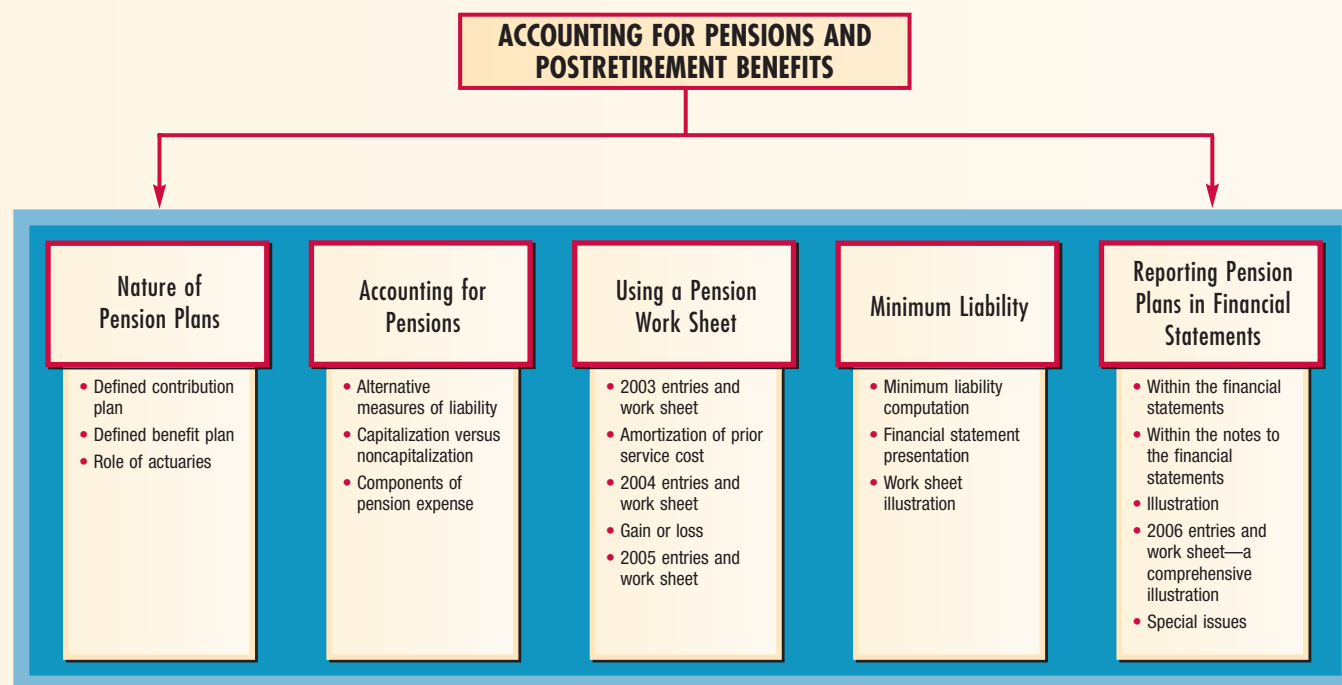 ACCOUNTING FOR PENSIONS AND
POSTRETIREMENT BENEFITS
Nature of
Pension Plans
• Defined contribution
plan
• Defined benefit plan
• Role of actuaries
Accounting for
Pensions
• Alternative
measures of liability
• Capitalization versus
noncapitalization
• Components of
pension expense
Using a Pension
Work Sheet
• 2003 entries and
work sheet
• Amortization of prior
service cost
• 2004 entries and
work sheet
• Gain or loss
• 2005 entries and
work sheet
Minimum Liability
• Minimum liability
computation
• Financial statement
presentation
• Work sheet
illustration
Reporting Pension
Plans in Financial
Statements
• Within the financial
statements
• Within the notes to
the financial
statements
• Illustration
• 2006 entries and
work sheet—a
comprehensive
illustration
• Special issues